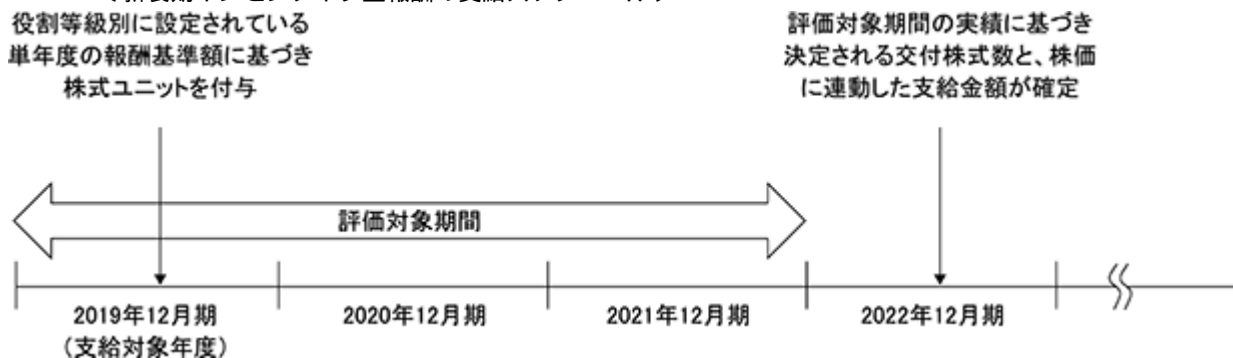 役割等級別に設定されている
単年度の報酬基準額に基づき
株式ユニットを付与
評価対象期間の実績に基づき
決定される交付株式数と、株価
に連動した支給金額が確定
評価対象期間
2019年12月期
(支給対象年度)
2020年12月期
2021年12月期
2022年12月期